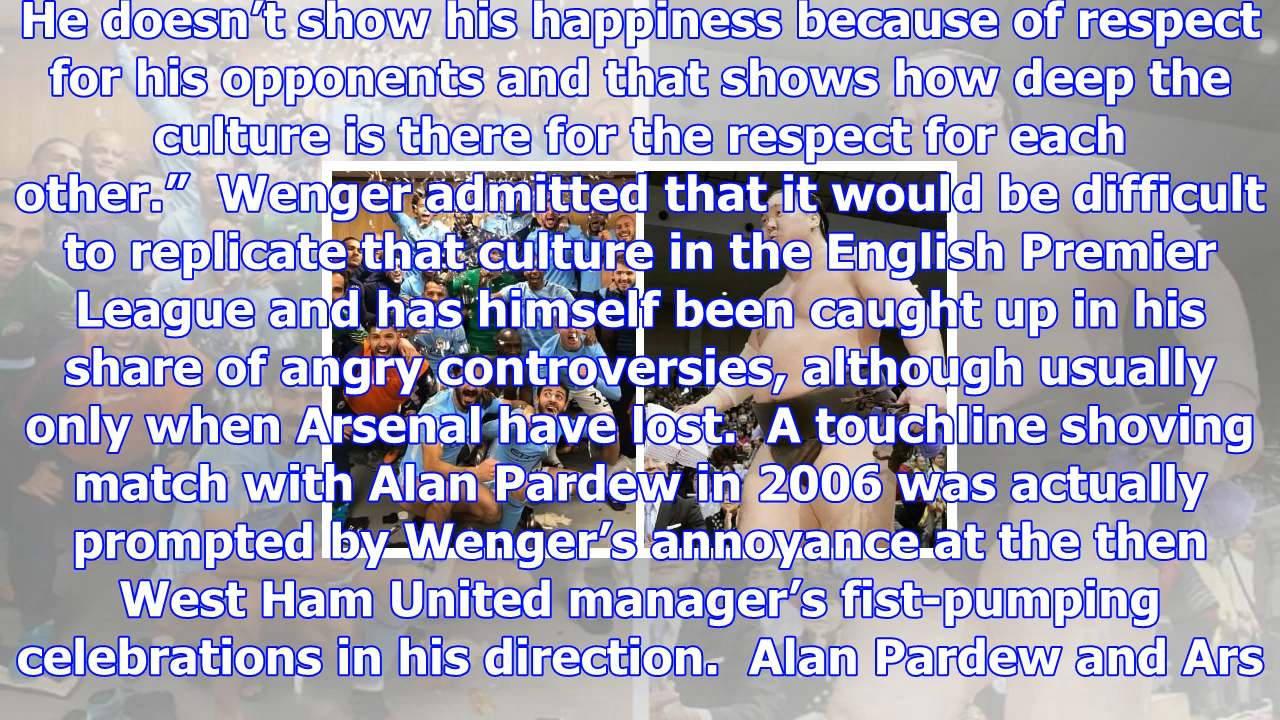 He doesn’t show his happiness because of respect
for his opponents and that shows how deep the
culture is there for the respect for each
other.”  Wenger admitted that it would be difficult
to replicate that culture in the English Premier
League and has himself been caught up in his
share of angry controversies, although usually
only when Arsenal have lost.  A touchline shoving
match with Alan Pardew in 2006 was actually
prompted by Wenger’s annoyance at the then
West Ham United manager’s fist-pumping
celebrations in his direction.  Alan Pardew and Ars